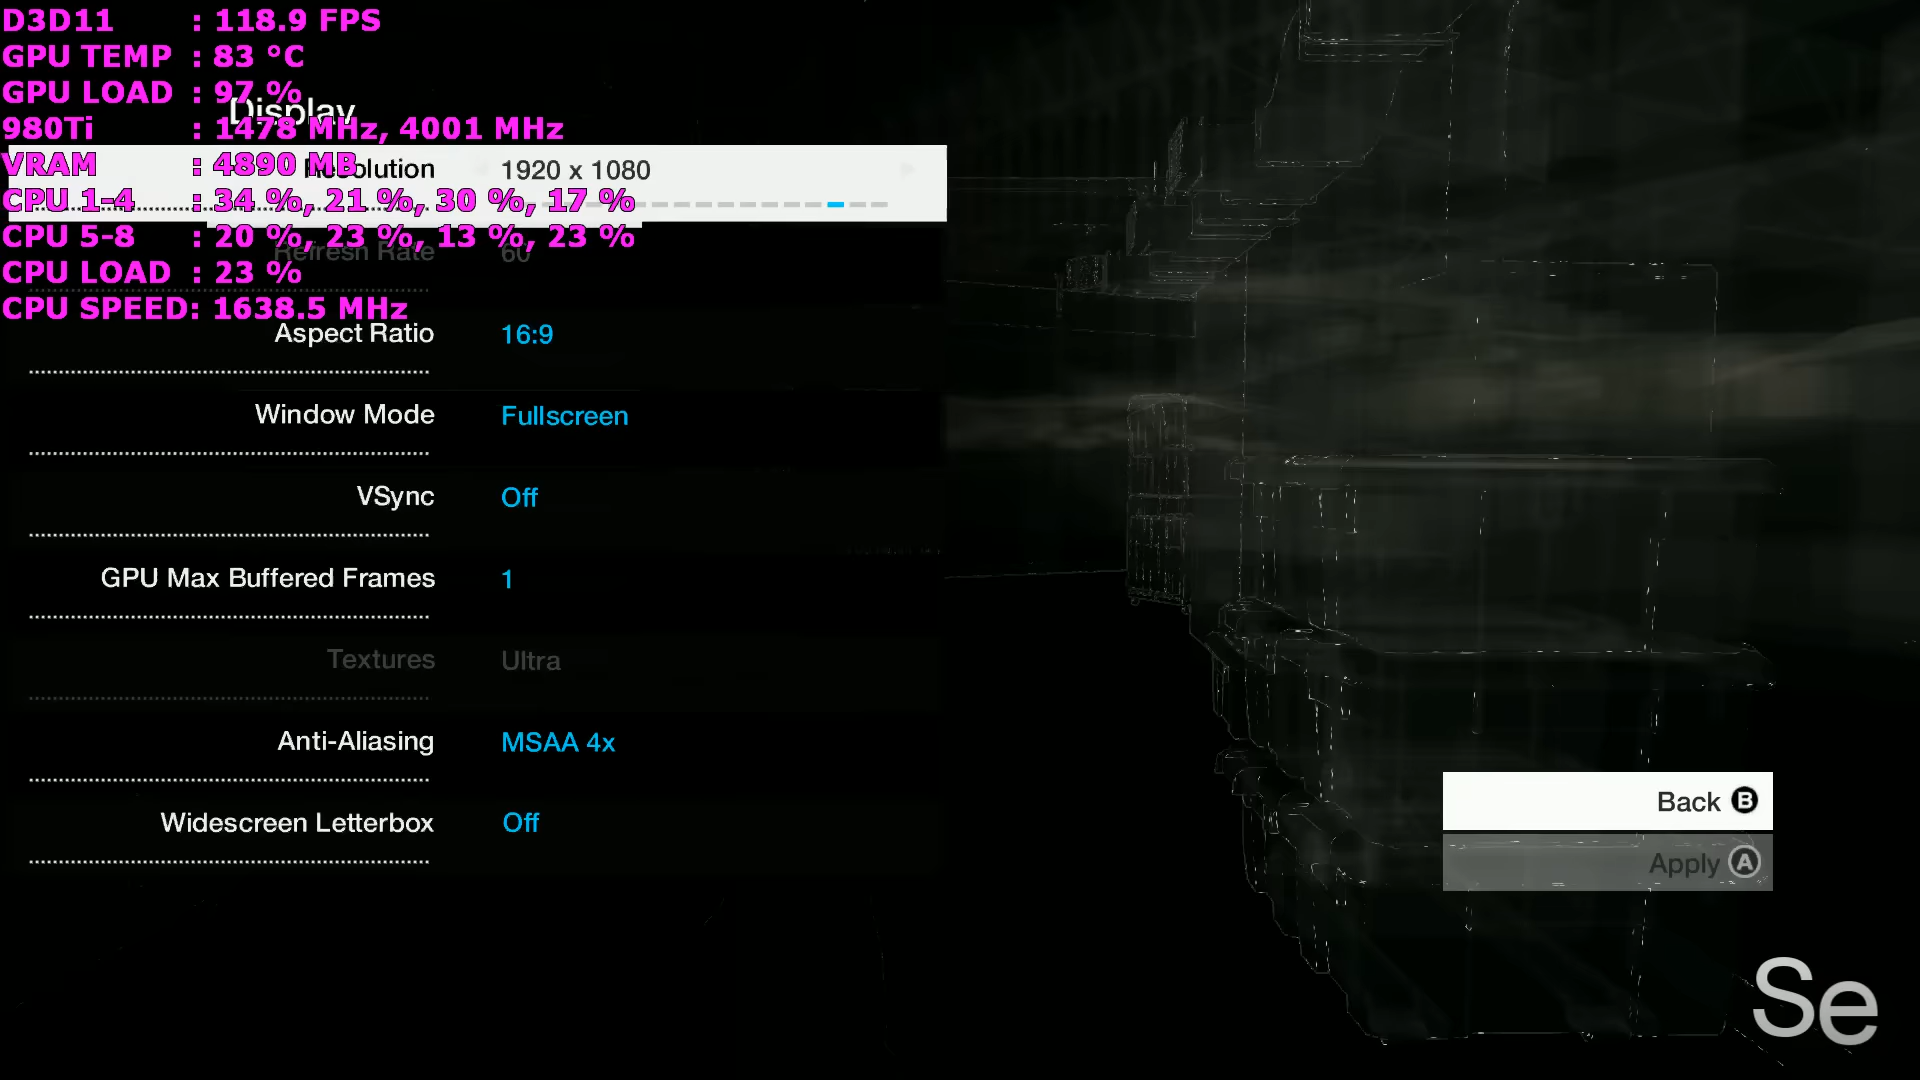 D3D11 : 118.9 FPS
GPU TEMP : 83 °C
GPU LOAD : 97 %
Display
980Ti : 1478 MHz, 4001 MHz
VRAM : 4890 MB
Resolution 1920 x 1080
CPU 1-4 : 34 %, 21 %, 30 %, 17 %
CPU 5-8 : 20 %, 23 %, 13 %, 23 %
Refresh Rate 60
CPU LOAD : 23 %
CPU SPEED: 1638.5 MHz
Aspect Ratio 16:9
Window Mode Fullscreen
VSync Off
GPU Max Buffered Frames 1
Textures Ultra
Anti-Aliasing MSAA 4x
Widescreen Letterbox Off
Back B
Apply A
Se